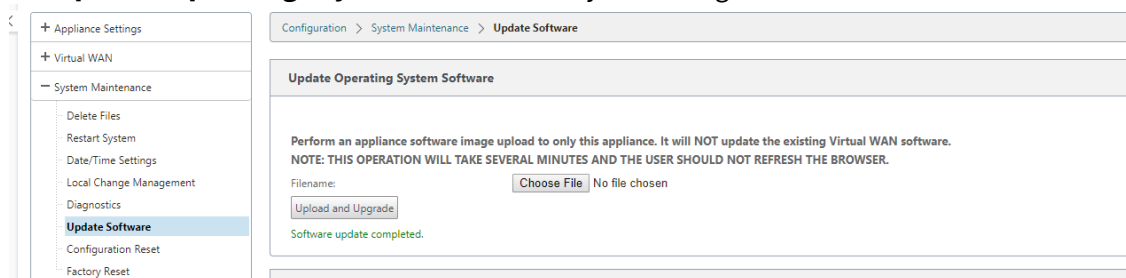 + Appliance Settings
+ Virtual WAN
− System Maintenance
Delete Files
Restart System
Date/Time Settings
Local Change Management
Diagnostics
Update Software
Configuration Reset
Factory Reset
Configuration > System Maintenance > Update Software
Update Operating System Software
Perform an appliance software image upload to only this appliance. It will NOT update the existing Virtual WAN software.
NOTE: THIS OPERATION WILL TAKE SEVERAL MINUTES AND THE USER SHOULD NOT REFRESH THE BROWSER.
Filename: Choose File No file chosen
Upload and Upgrade
Software update completed.